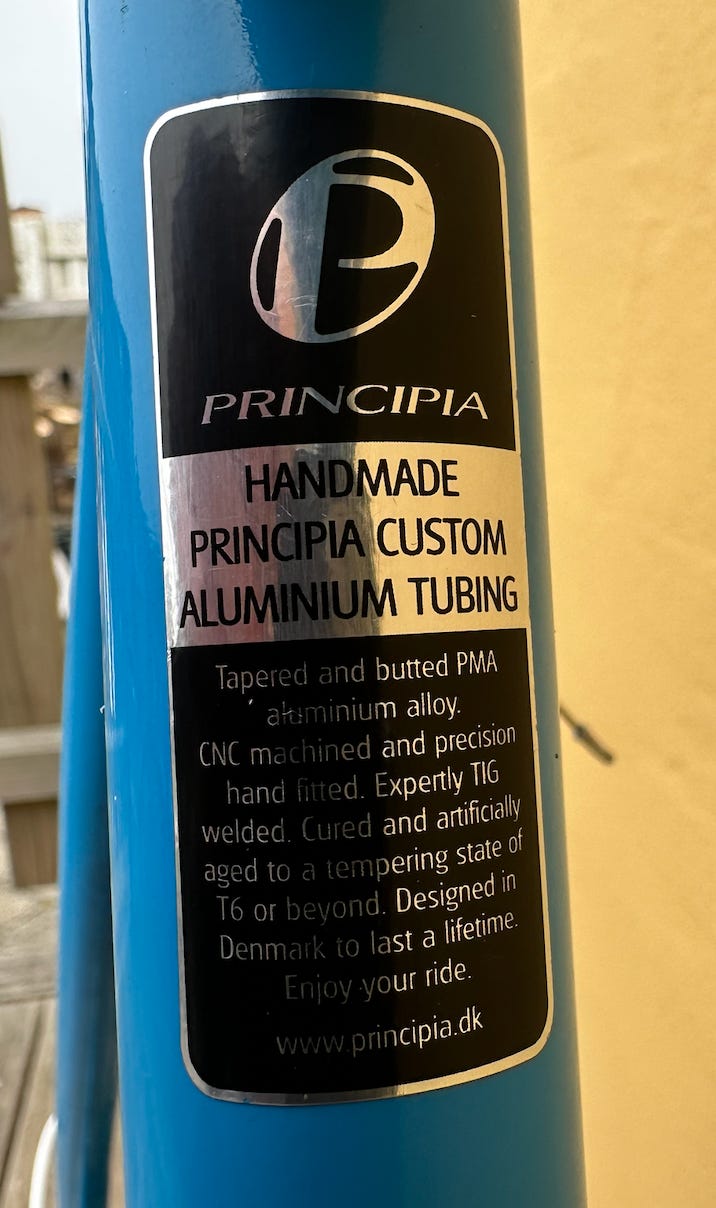 P
PRINCIPIA
HANDMADE
PRINCIPIA CUSTOM
ALUMINIUM TUBING
Tapered and butted PMA
aluminium alloy.
CNC machined and precision
hand fitted. Expertly TIG
welded. Cured and artificially
aged to a tempering state of
T6 or beyond. Designed in
Denmark to last a lifetime.
Enjoy your ride.
www.principia.dk